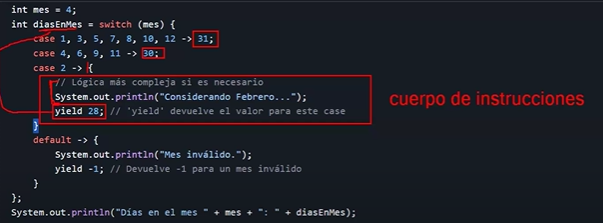 int mes = 4;
int diasEnMes = switch (mes) {
case 1, 3, 5, 7, 8, 10, 12 -> 31;
case 4, 6, 9, 11 -> 30;
case 2 -> {
// Lógica más compleja si es necesario
System.out.println("Considerando Febrero...");
yield 28; // 'yield' devuelve el valor para este case
}
cuerpo de instrucciones
default -> {
System.out.println("Mes inválido.");
yield -1; // Devuelve -1 para un mes inválido
}
};
System.out.println("Días en el mes " + mes + ": " + diasEnMes);